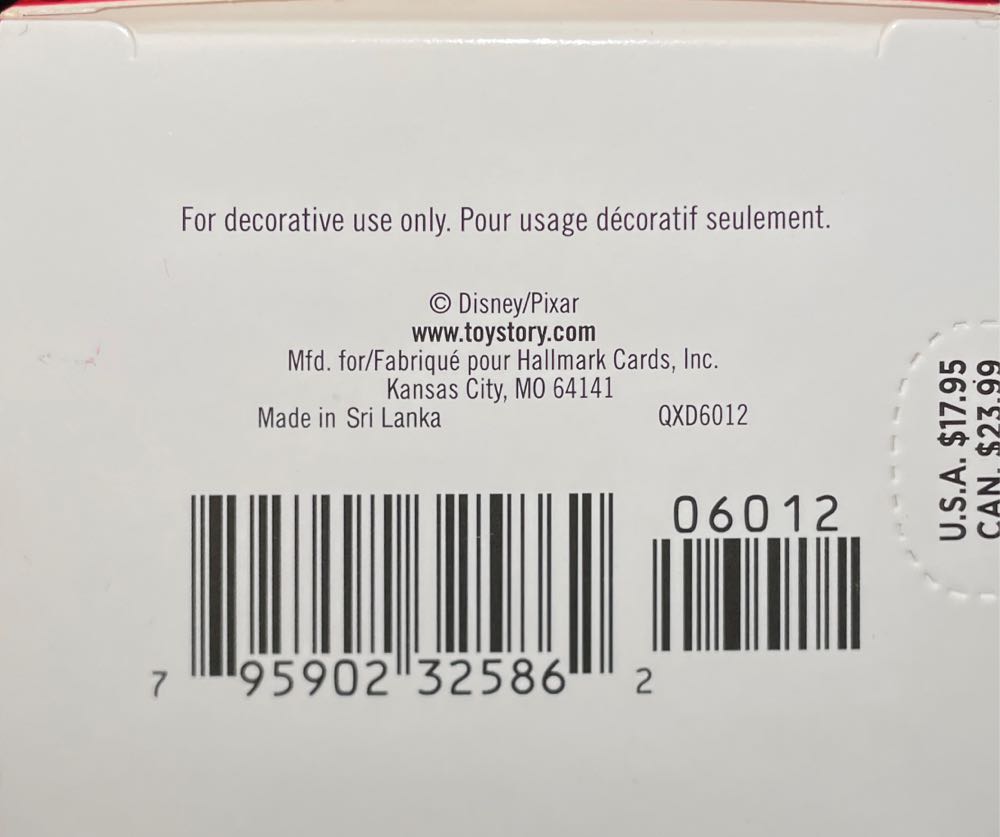 For decorative use only. Pour usage décoratif seulement.
© Disney/Pixar
www.toystory.com
Mfd. for/Fabriqué pour Hallmark Cards, Inc.
Kansas City, MO 64141
Made in Sri Lanka QXD6012
06012
7 95902 32586 2
U.S.A. $17.95
CAN. $23.99